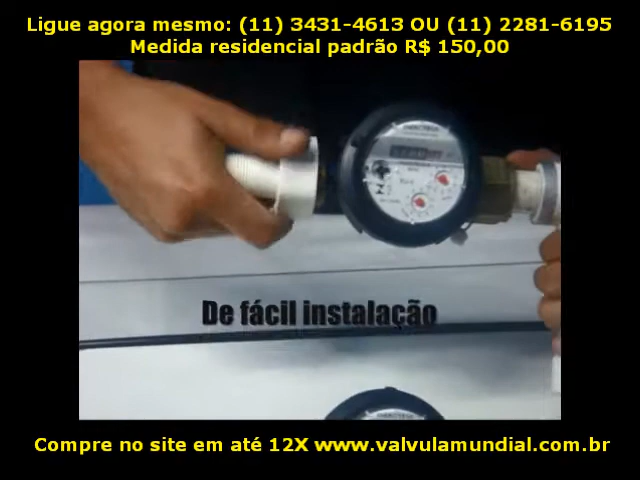 Ligue agora mesmo: (11) 3431-4613 OU (11) 2281-6195
Medida residencial padrão R$ 150,00
De fácil instalação
Compre no site em até 12X www.valvulamundial.com.br